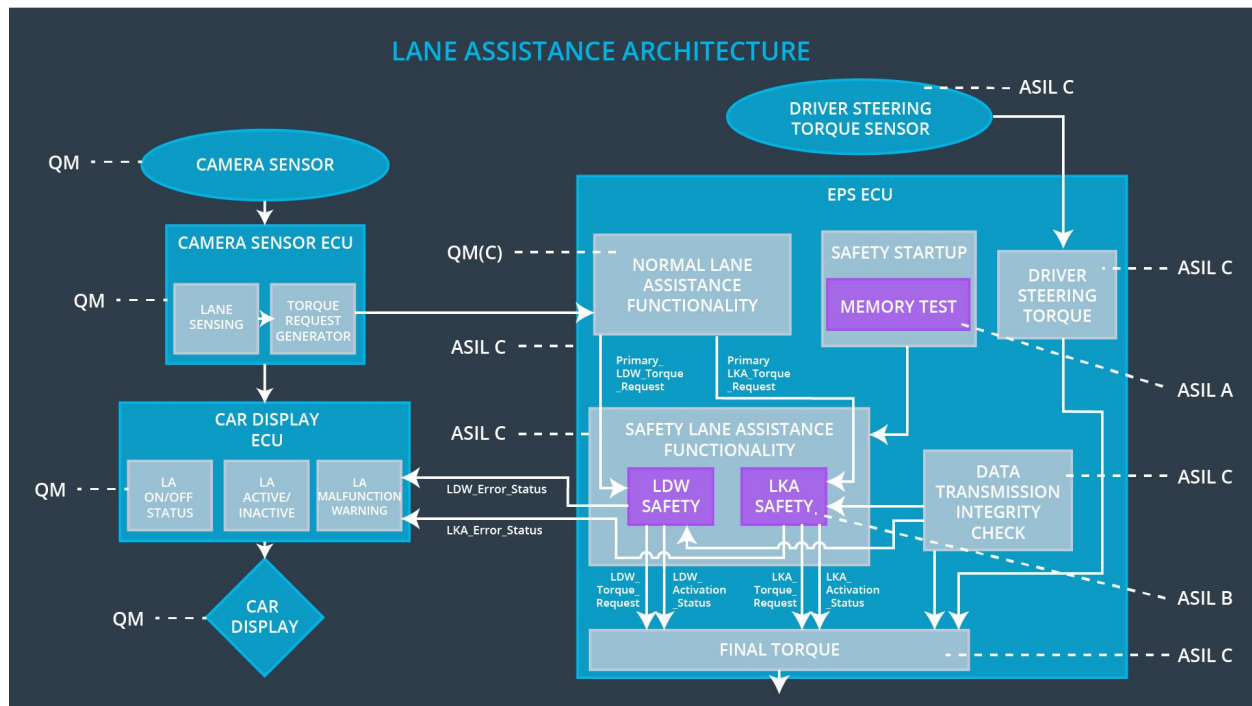 LANE ASSISTANCE ARCHITECTURE
ASIL C
DRIVER STEERING
TORQUE SENSOR
QM
CAMERA SENSOR
EPS ECU
CAMERA SENSOR ECU
QM
LANE
SENSING
TORQUE
REQUEST
GENERATOR
QM(C)
NORMAL LANE
ASSISTANCE
FUNCTIONALITY
SAFETY STARTUP
MEMORY TEST
DRIVER
STEERING
TORQUE
ASIL C
ASIL C
ASIL A
Primary_
LDW_Torque
_Request
Primary
LKA_Torque
_Request
CAR DISPLAY
ECU
QM
LA
ON/OFF
STATUS
LA
ACTIVE/
INACTIVE
LA
MALFUNCTION
WARNING
ASIL C
SAFETY LANE ASSISTANCE
FUNCTIONALITY
LDW
SAFETY
LKA
SAFETY
DATA
TRANSMISSION
INTEGRITY
CHECK
ASIL C
LDW_Error_Status
LKA_Error_Status
LDW_
Torque_
Request
LDW_
Activation
_Status
LKA_
Torque_
Request
LKA_
Activation
_Status
ASIL B
QM
CAR
DISPLAY
FINAL TORQUE
ASIL C